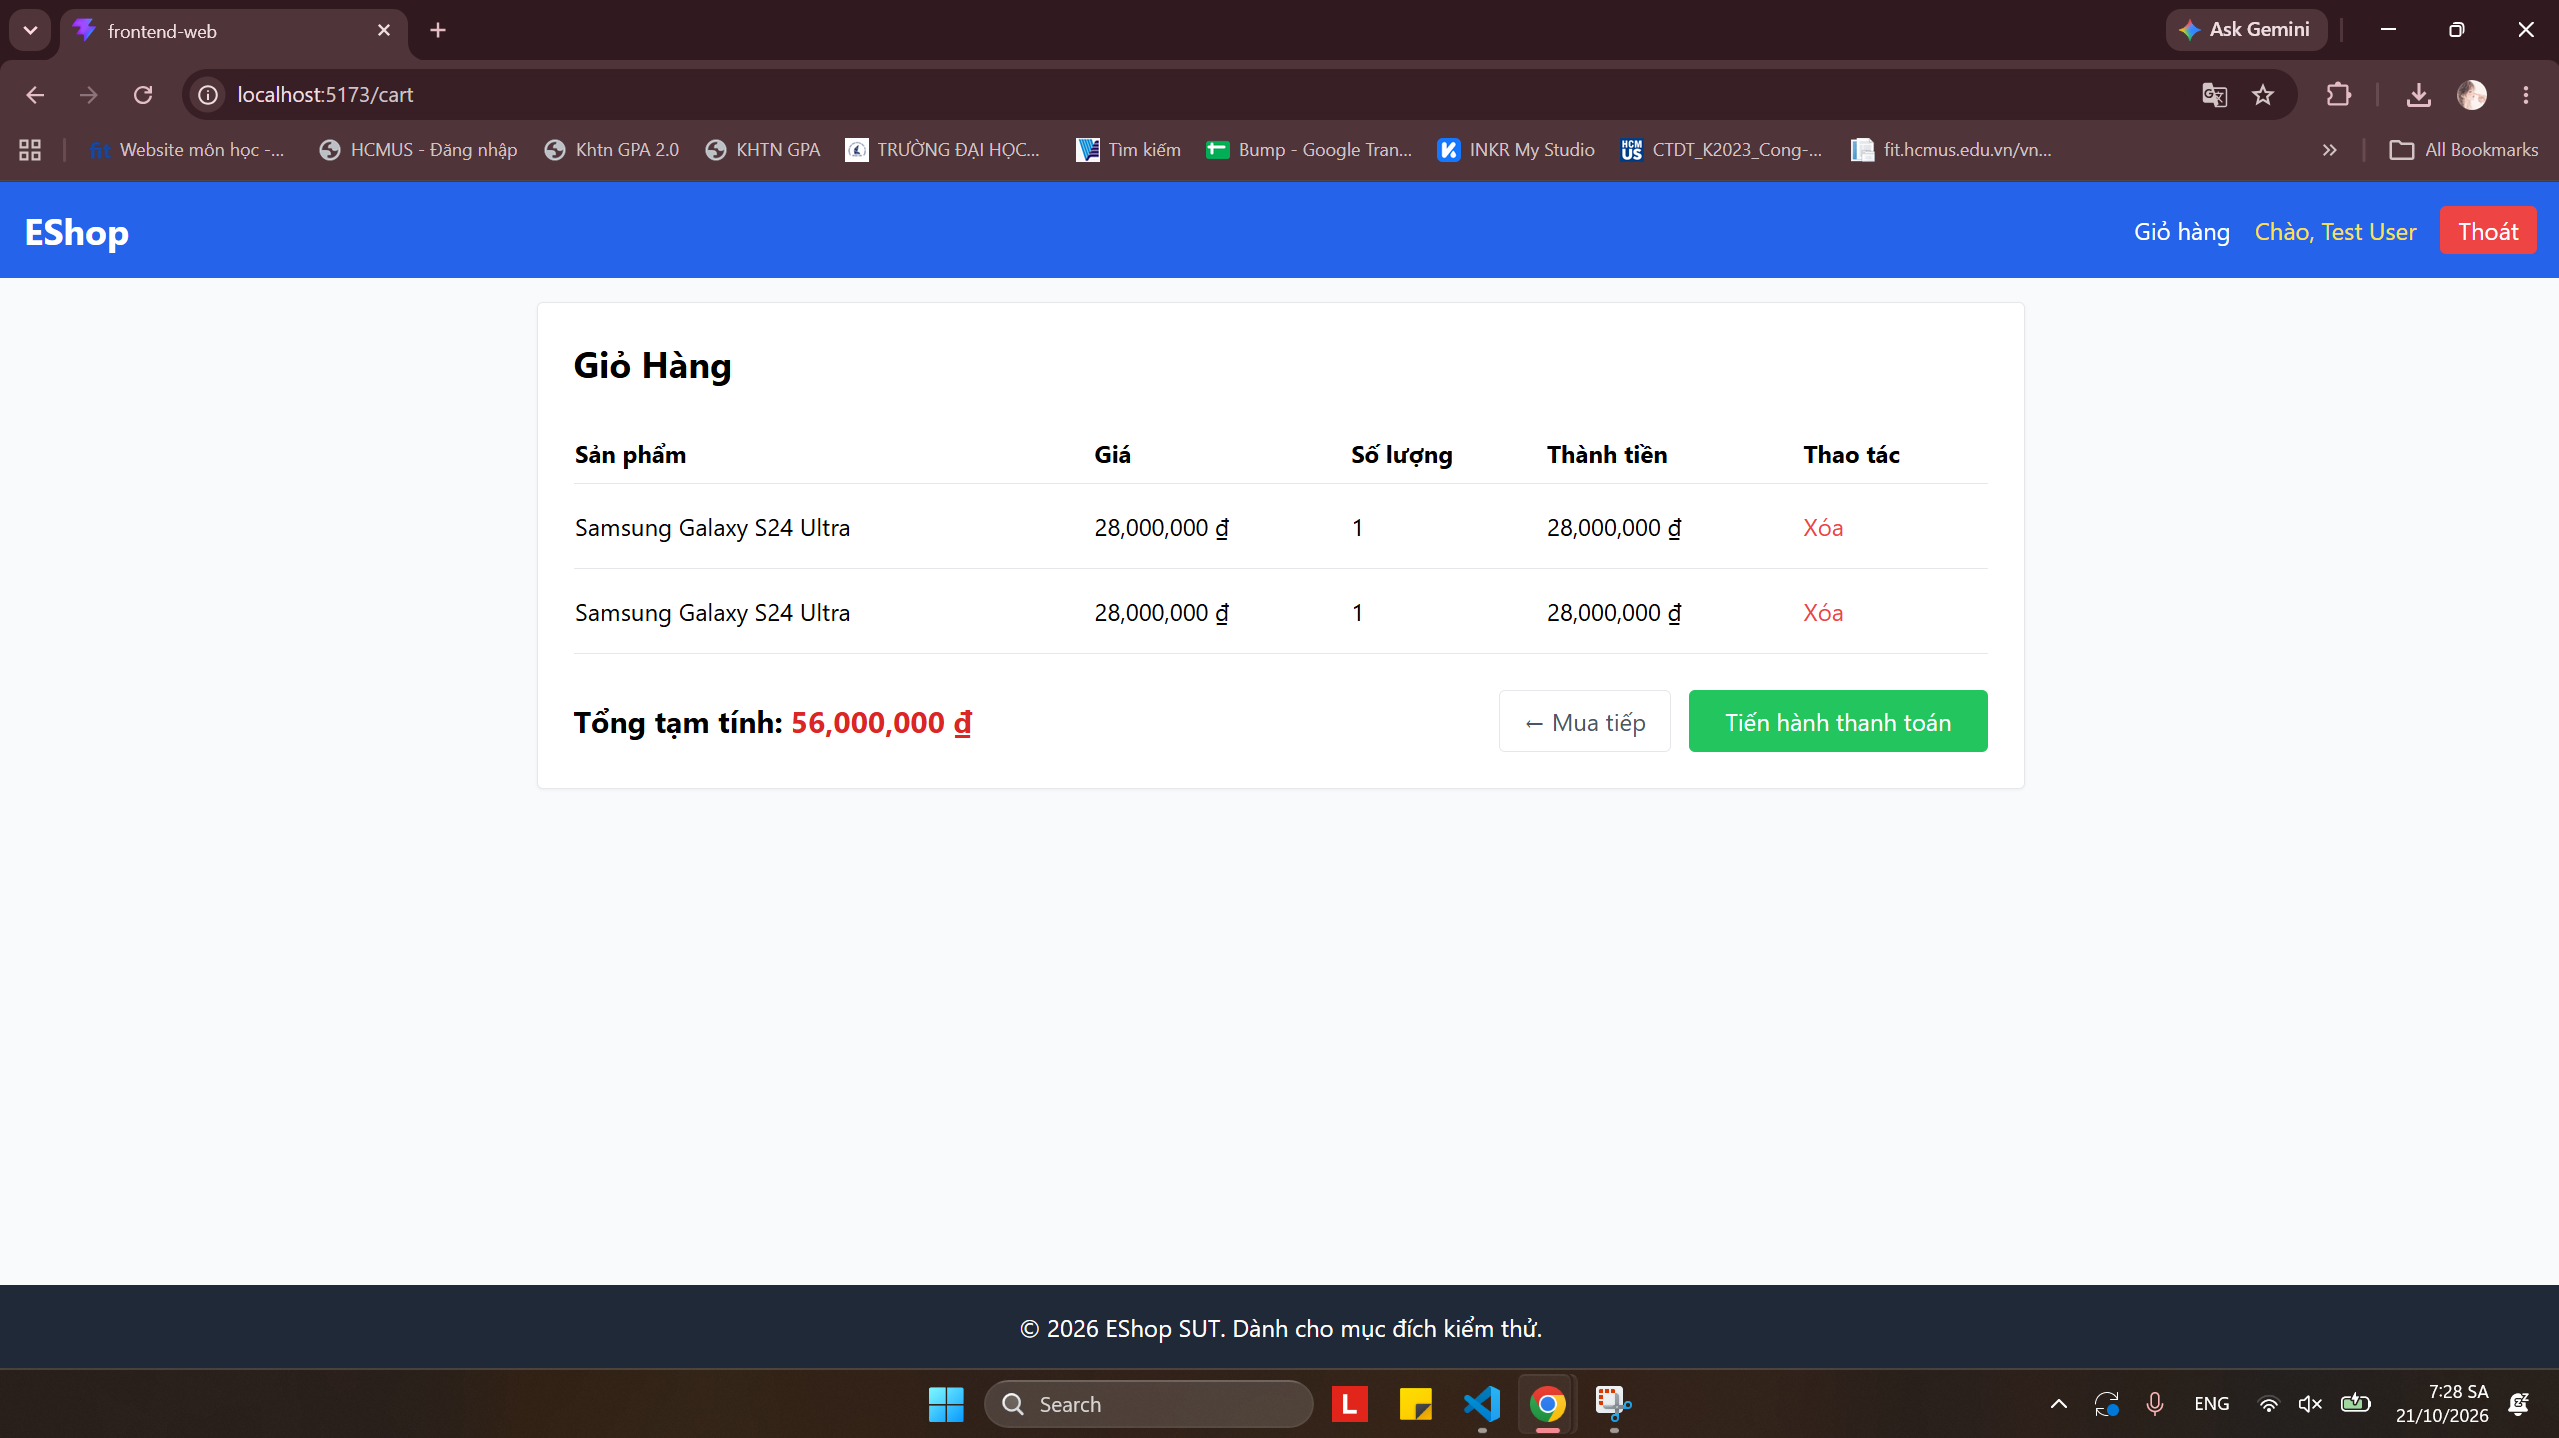 frontend-web
Ask Gemini
localhost:5173/cart
Website môn học -...
HCMUS - Đăng nhập
Khtn GPA 2.0
KHTN GPA
TRƯỜNG ĐẠI HỌC...
Tìm kiếm
Bump - Google Tran...
INKR My Studio
CTDT_K2023_Cong-...
fit.hcmus.edu.vn/vn...
All Bookmarks
EShop
Giỏ hàng
Chào, Test User
Thoát
Giỏ Hàng
Sản phẩm Giá Số lượng Thành tiền Thao tác
Samsung Galaxy S24 Ultra 28,000,000 ₫ 1 28,000,000 ₫ Xóa
Samsung Galaxy S24 Ultra 28,000,000 ₫ 1 28,000,000 ₫ Xóa
Tổng tạm tính: 56,000,000 ₫
← Mua tiếp
Tiến hành thanh toán
© 2026 EShop SUT. Dành cho mục đích kiểm thử.
Search
ENG
7:28 SA
21/10/2026